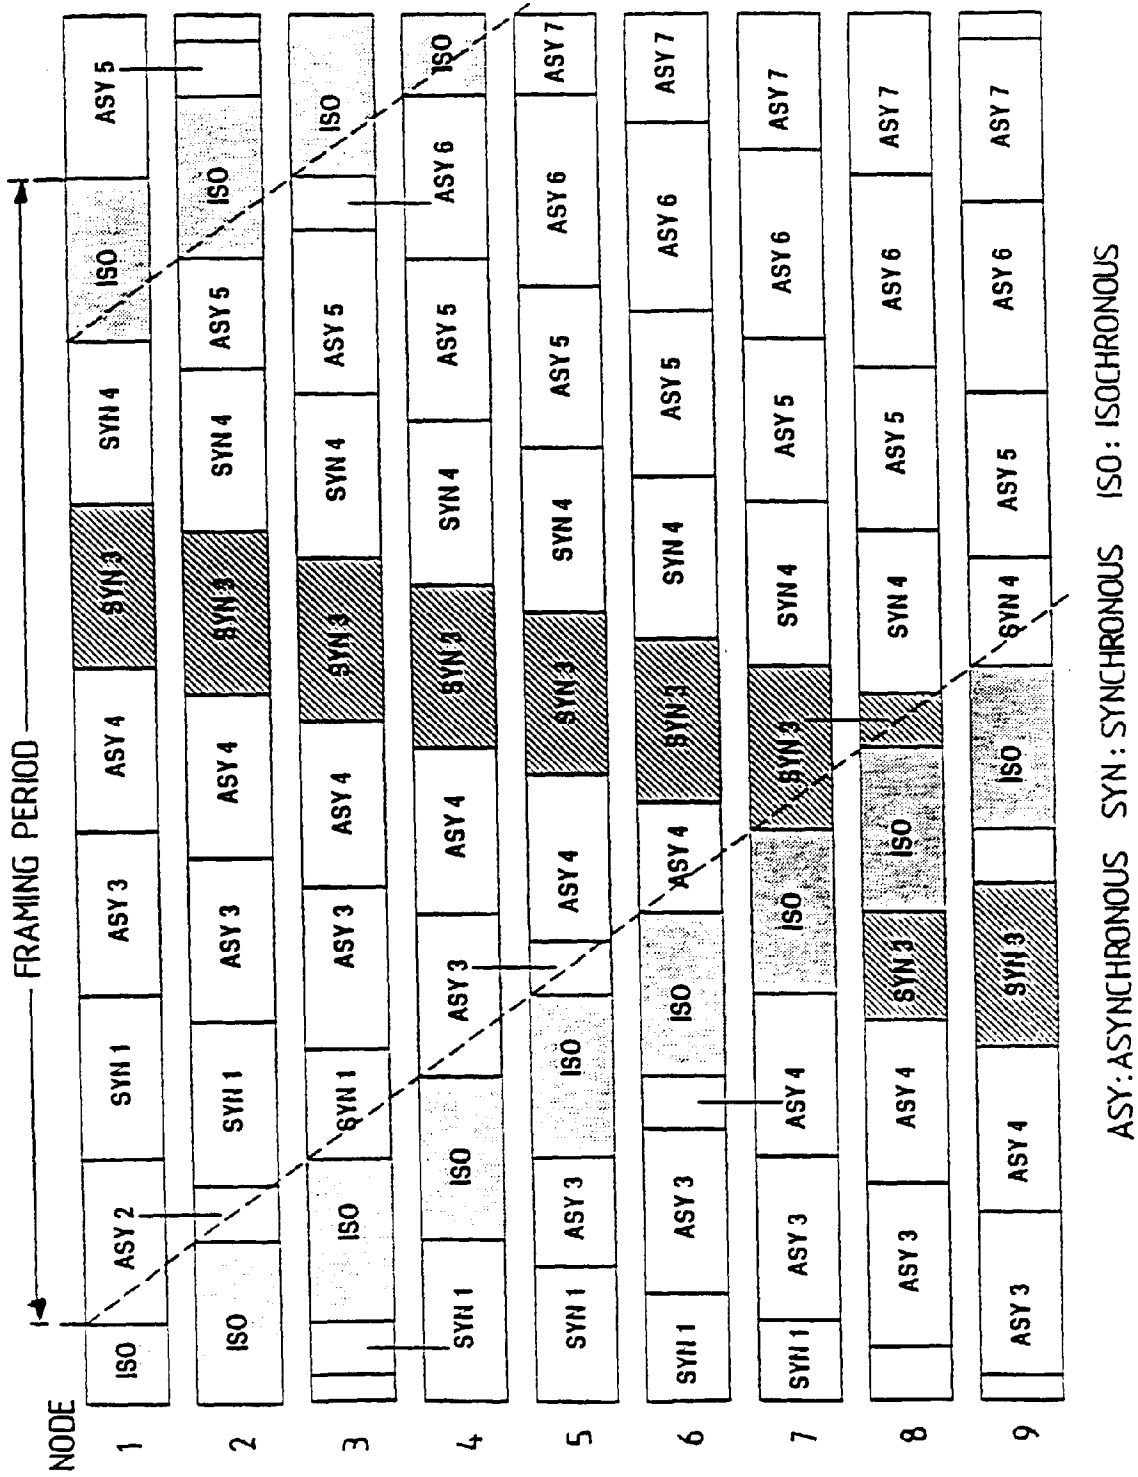 FRAMING PERIOD
NODE
1 ISO ASY 2 SYN 1 ASY 3 ASY 4 SYN 3 SYN 4 ISO ASY 5
2 ISO SYN 1 ASY 3 ASY 4 SYN 3 SYN 4 ASY 5 ISO
3 ISO SYN 1 ASY 3 ASY 4 SYN 3 SYN 4 ASY 5 ISO
4 SYN 1 ISO ASY 3 ASY 4 SYN 3 SYN 4 ASY 5 ASY 6 ISO
5 SYN 1 ASY 3 ISO ASY 4 SYN 3 SYN 4 ASY 5 ASY 6 ASY 7
6 SYN 1 ASY 3 ISO ASY 4 SYN 3 SYN 4 ASY 5 ASY 6 ASY 7
7 SYN 1 ASY 3 ASY 4 ISO SYN 3 SYN 4 ASY 5 ASY 6 ASY 7
8 ASY 3 ASY 4 SYN 3 ISO SYN 4 ASY 5 ASY 6 ASY 7
9 ASY 3 ASY 4 SYN 3 ISO SYN 4 ASY 5 ASY 6 ASY 7
ASY: ASYNCHRONOUS SYN: SYNCHRONOUS ISO: ISOCHRONOUS